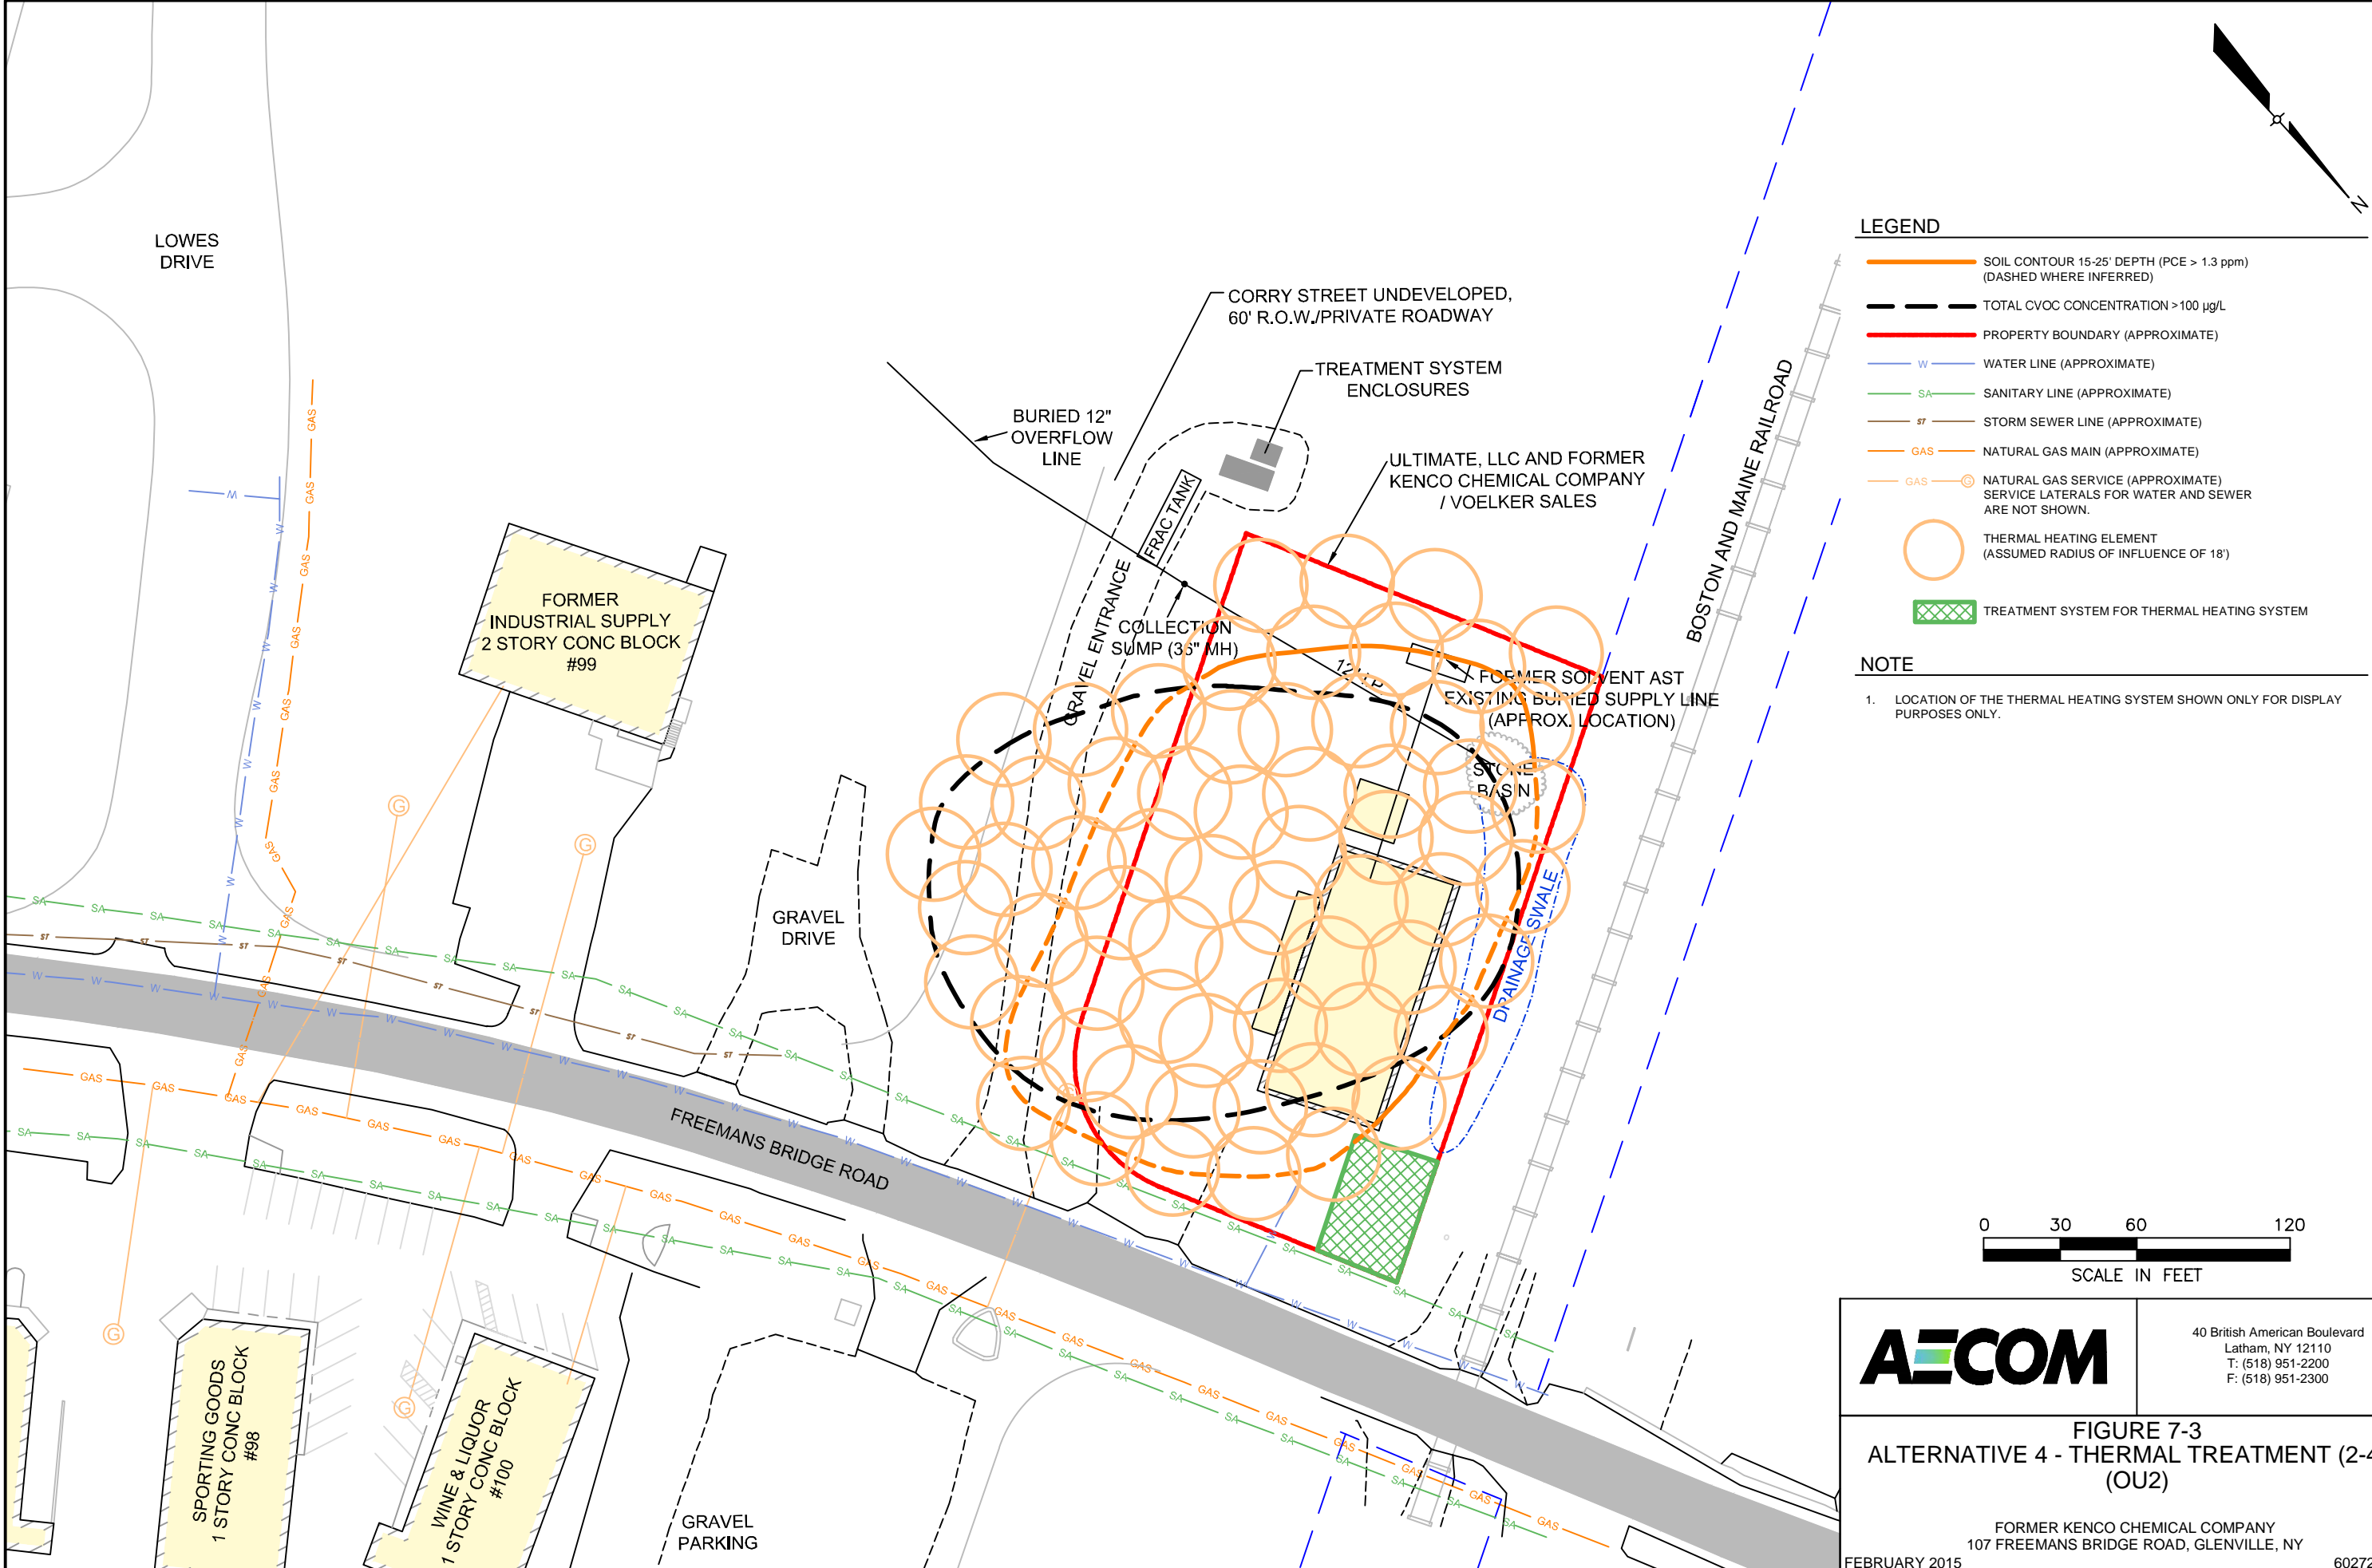 LOWES
DRIVE
CORRY STREET UNDEVELOPED,
60' R.O.W./PRIVATE ROADWAY
TREATMENT SYSTEM
ENCLOSURES
BURIED 12"
OVERFLOW
LINE
ULTIMATE, LLC AND FORMER
KENCO CHEMICAL COMPANY
/ VOELKER SALES
FRAC TANK
GRAVEL ENTRANCE
COLLECTION
SUMP (36" MH)
FORMER
INDUSTRIAL SUPPLY
2 STORY CONC BLOCK
#99
FORMER SOLVENT AST
EXISTING BURIED SUPPLY LINE
(APPROX. LOCATION)
STONE
BASIN
DRAINAGE SWALE
BOSTON AND MAINE RAILROAD
GRAVEL
DRIVE
FREEMANS BRIDGE ROAD
SPORTING GOODS
1 STORY CONC BLOCK
#98
WINE & LIQUOR
1 STORY CONC BLOCK
#100
GRAVEL
PARKING
N
LEGEND
SOIL CONTOUR 15-25' DEPTH (PCE > 1.3 ppm)
(DASHED WHERE INFERRED)
TOTAL CVOC CONCENTRATION >100 µg/L
PROPERTY BOUNDARY (APPROXIMATE)
W WATER LINE (APPROXIMATE)
SA SANITARY LINE (APPROXIMATE)
ST STORM SEWER LINE (APPROXIMATE)
GAS NATURAL GAS MAIN (APPROXIMATE)
GAS G NATURAL GAS SERVICE (APPROXIMATE)
SERVICE LATERALS FOR WATER AND SEWER
ARE NOT SHOWN.
THERMAL HEATING ELEMENT
(ASSUMED RADIUS OF INFLUENCE OF 18')
TREATMENT SYSTEM FOR THERMAL HEATING SYSTEM
NOTE
1. LOCATION OF THE THERMAL HEATING SYSTEM SHOWN ONLY FOR DISPLAY
PURPOSES ONLY.
0 30 60 120
SCALE IN FEET
AECOM
40 British American Boulevard
Latham, NY 12110
T: (518) 951-2200
F: (518) 951-2300
FIGURE 7-3
ALTERNATIVE 4 - THERMAL TREATMENT (2-4
(OU2)
FORMER KENCO CHEMICAL COMPANY
107 FREEMANS BRIDGE ROAD, GLENVILLE, NY
FEBRUARY 2015 60272